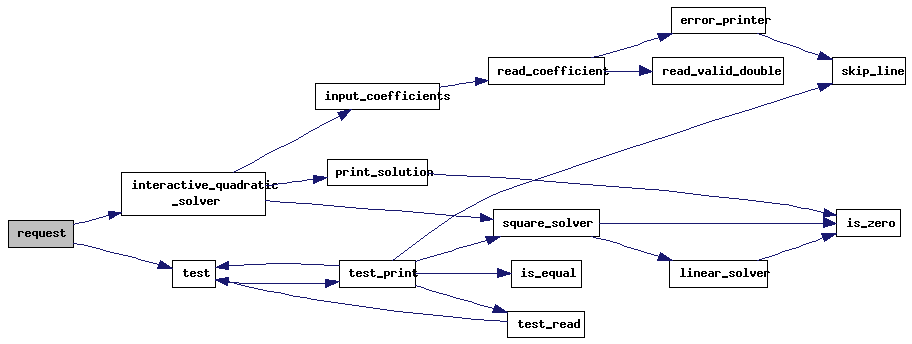 error_printer
read_coefficient
read_valid_double
skip_line
input_coefficients
print_solution
interactive_quadratic
_solver
square_solver
is_zero
request
test
test_print
is_equal
linear_solver
test_read